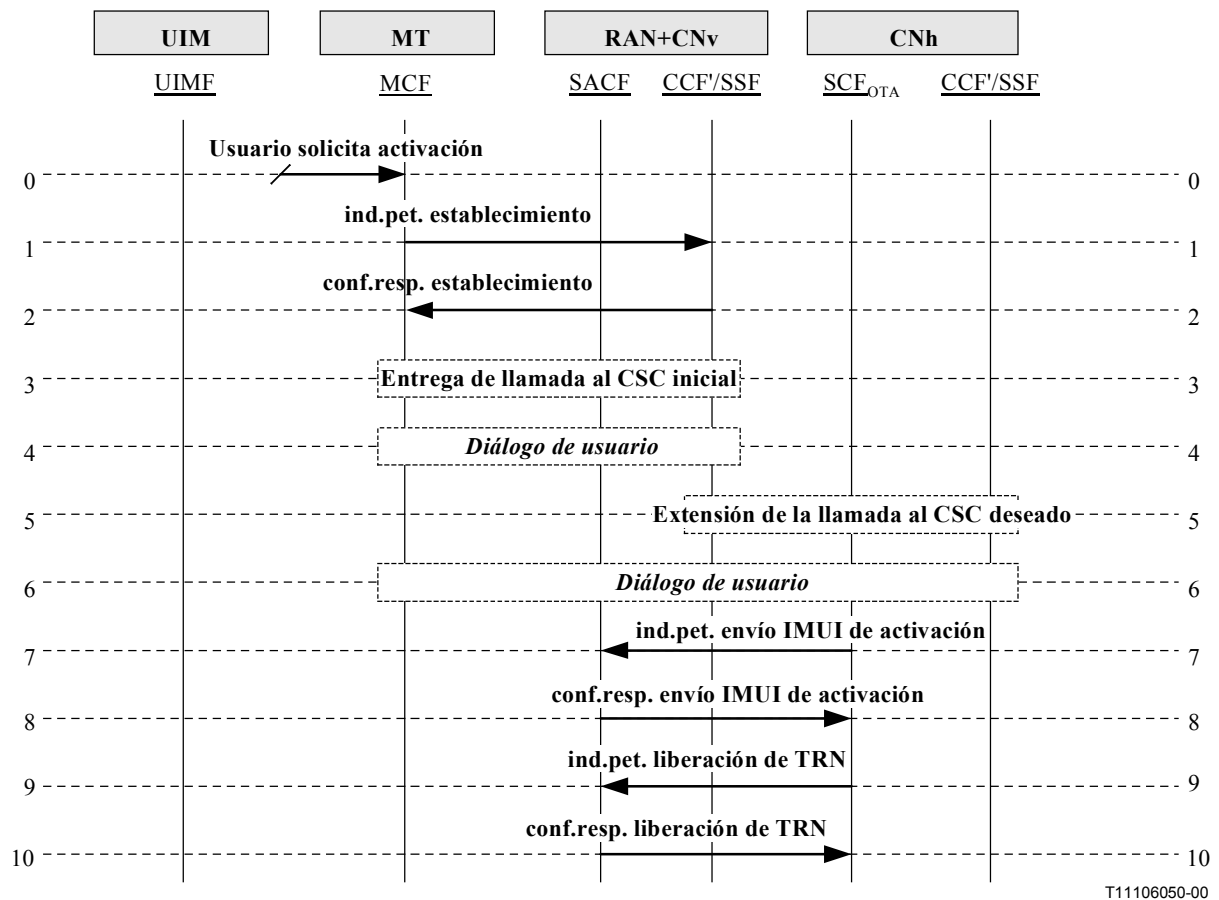 UIM MT RAN+CNv CNh
UIMF MCF SACF CCF'/SSF SCF OTA CCF'/SSF
Usuario solicita activación
0 0
ind.pet. establecimiento
1 1
conf.resp. establecimiento
2 2
3 Entrega de llamada al CSC inicial 3
4 Diálogo de usuario 4
5 Extensión de la llamada al CSC deseado 5
6 Diálogo de usuario 6
ind.pet. envío IMUI de activación
7 7
conf.resp. envío IMUI de activación
8 8
ind.pet. liberación de TRN
9 9
conf.resp. liberación de TRN
10 10
T11106050-00